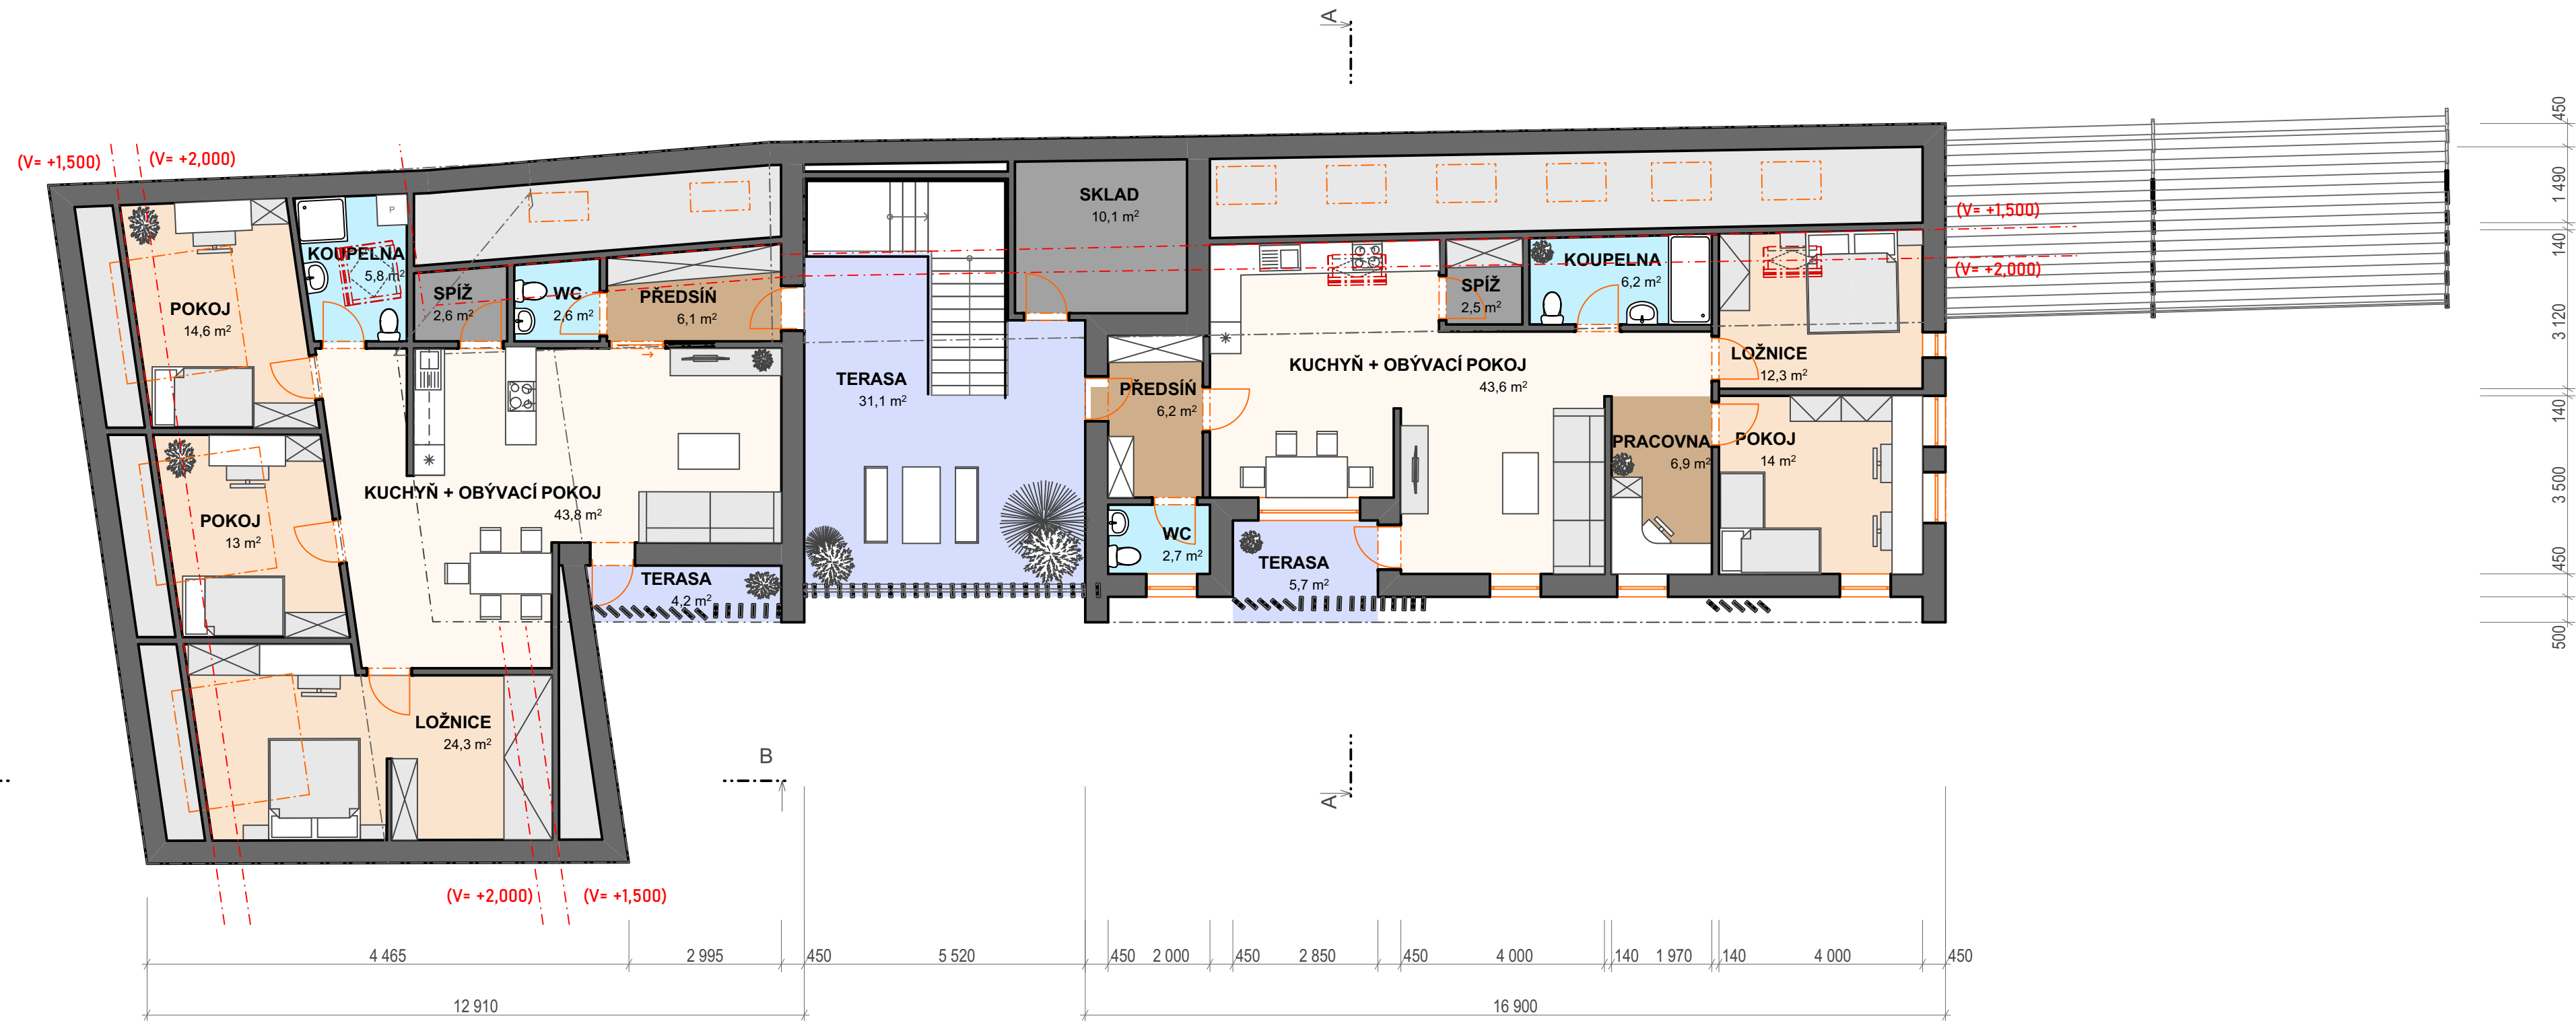 A
(V= +1,500)
(V= +2,000)
POKOJ
14,6 m²
KOUPELNA
5,8 m²
P
SPÍŽ
2,6 m²
WC
2,6 m²
PŘEDSÍŇ
6,1 m²
TERASA
31,1 m²
SKLAD
10,1 m²
PŘEDSÍŇ
6,2 m²
KUCHYŇ + OBÝVACÍ POKOJ
43,6 m²
SPÍŽ
2,5 m²
KOUPELNA
6,2 m²
LOŽNICE
12,3 m²
(V= +1,500)
(V= +2,000)
POKOJ
13 m²
KUCHYŇ + OBÝVACÍ POKOJ
43,8 m²
TERASA
4,2 m²
WC
2,7 m²
TERASA
5,7 m²
PRACOVNA
6,9 m²
POKOJ
14 m²
LOŽNICE
24,3 m²
B
A
(V= +2,000)
(V= +1,500)
4 465
2 995
450
5 520
450
2 000
450
2 850
450
4 000
140
1 970
140
4 000
450
12 910
16 900
450
1 490
140
3 120
140
3 500
450
500